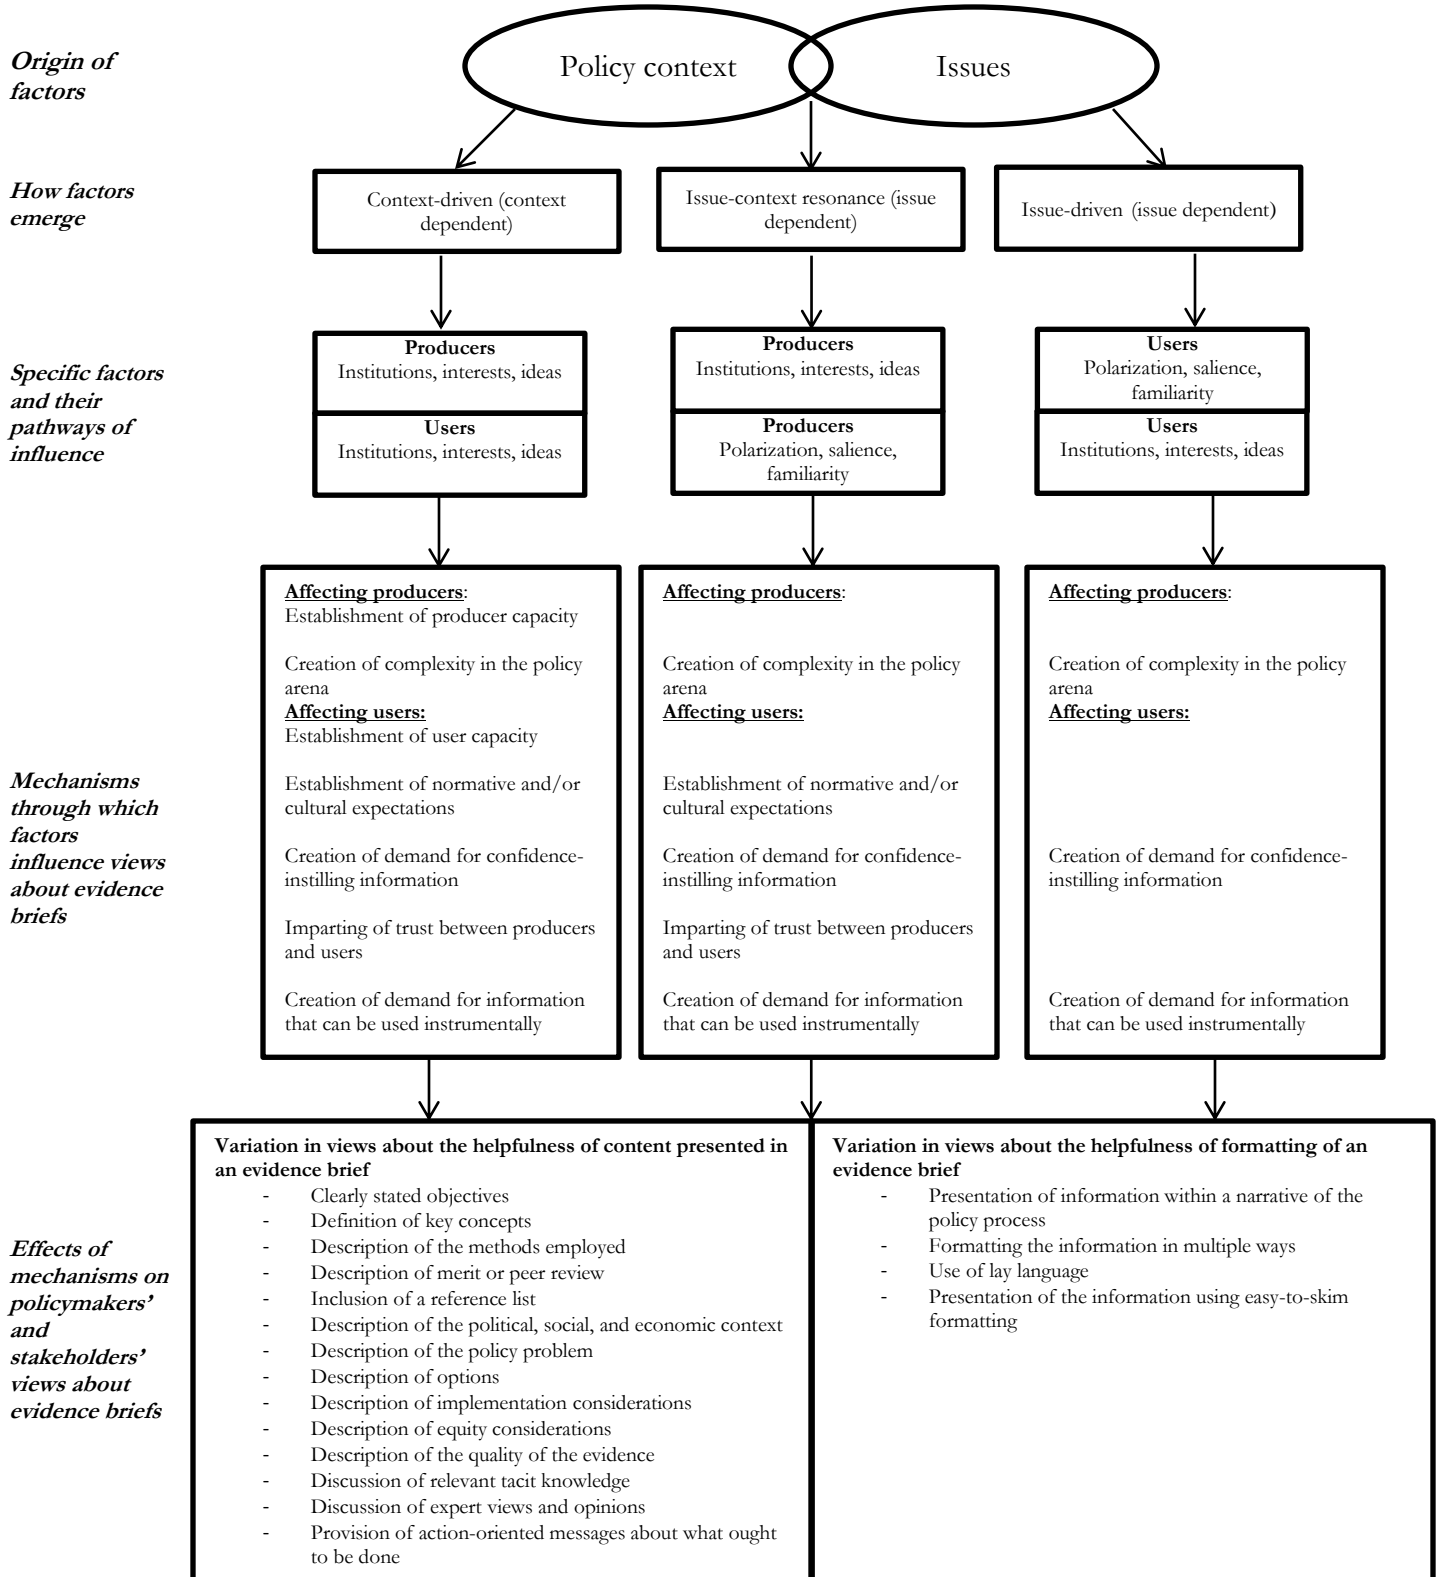 Origin of
factors
Policy context
Issues
How factors
emerge
Context-driven (context
dependent)
Issue-context resonance (issue
dependent)
Issue-driven (issue dependent)
Specific factors
and their
pathways of
influence
Producers
Institutions, interests, ideas
Users
Institutions, interests, ideas
Producers
Institutions, interests, ideas
Producers
Polarization, salience,
familiarity
Users
Polarization, salience,
familiarity
Users
Institutions, interests, ideas
Mechanisms
through which
factors
influence views
about evidence
briefs
Affecting producers:
Establishment of producer capacity
Creation of complexity in the policy
arena
Affecting users:
Establishment of user capacity
Establishment of normative and/or
cultural expectations
Creation of demand for confidence-
instilling information
Imparting of trust between producers
and users
Creation of demand for information
that can be used instrumentally
Affecting producers:
Creation of complexity in the policy
arena
Affecting users:
Establishment of normative and/or
cultural expectations
Creation of demand for confidence-
instilling information
Imparting of trust between producers
and users
Creation of demand for information
that can be used instrumentally
Affecting producers:
Creation of complexity in the policy
arena
Affecting users:
Creation of demand for confidence-
instilling information
Creation of demand for information
that can be used instrumentally
Effects of
mechanisms on
policymakers'
and
stakeholders'
views about
evidence briefs
Variation in views about the helpfulness of content presented in
an evidence brief
- Clearly stated objectives
- Definition of key concepts
- Description of the methods employed
- Description of merit or peer review
- Inclusion of a reference list
- Description of the political, social, and economic context
- Description of the policy problem
- Description of options
- Description of implementation considerations
- Description of equity considerations
- Description of the quality of the evidence
- Discussion of relevant tacit knowledge
- Discussion of expert views and opinions
- Provision of action-oriented messages about what ought
to be done
Variation in views about the helpfulness of formatting of an
evidence brief
- Presentation of information within a narrative of the
policy process
- Formatting the information in multiple ways
- Use of lay language
- Presentation of the information using easy-to-skim
formatting